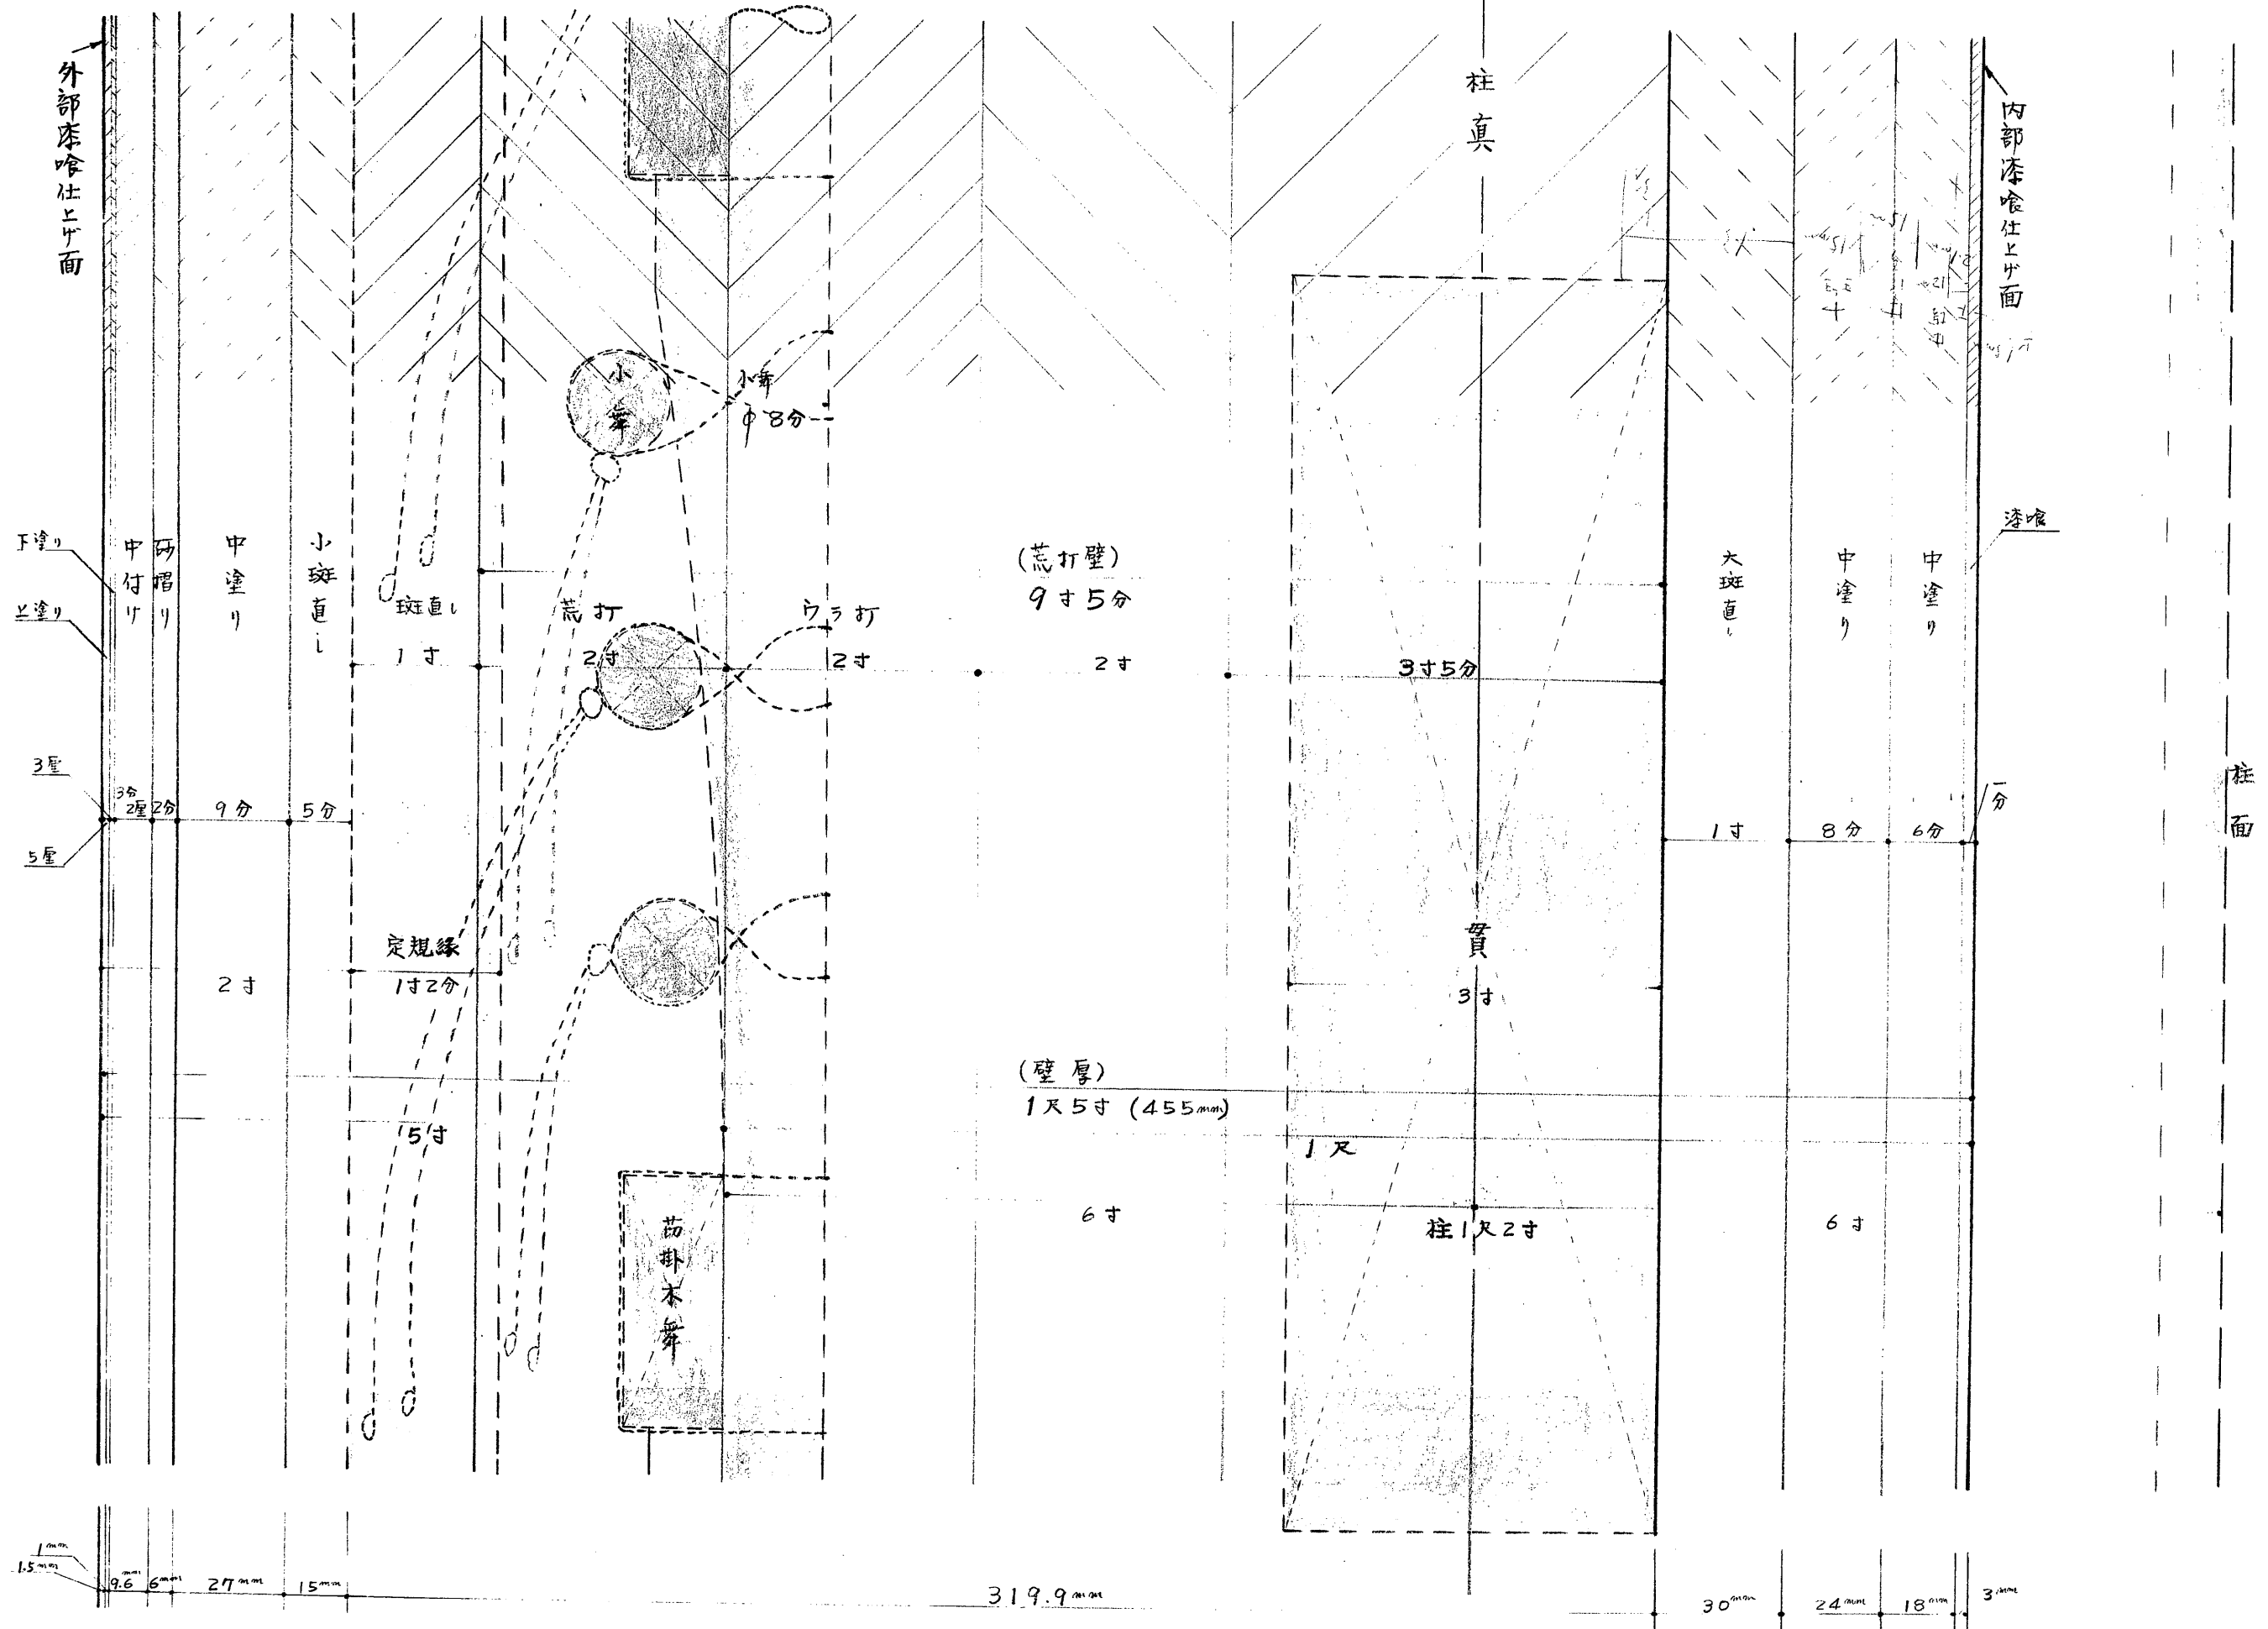 外部漆喰仕上げ面
柱真
内部漆喰仕上げ面
小舞
小舞
φ8分
下塗り
上塗り
中付け
砂摺り
中塗り
小斑直し
斑直し
1寸
荒打
2寸
ウラ打
2寸
(荒打壁)
9寸5分
2寸
3寸5分
大斑直し
中塗り
中塗り
漆喰
3厘
5厘
3分
2厘
2分
9分
5分
1寸
8分
6分
一分
柱面
定規縁
1寸2分
2寸
貫
3寸
(壁厚)
1尺5寸 (455mm)
5寸
1尺
6寸
柱1尺2寸
6寸
苆掛木舞
1mm
1.5mm
9.6mm
6mm
27mm
15mm
319.9mm
30mm
24mm
18mm
3mm